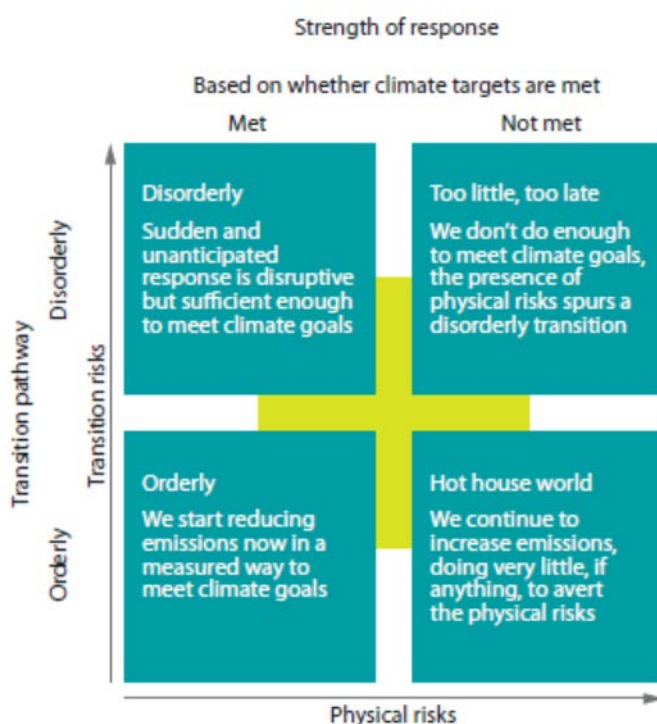 Strength of response
Based on whether climate targets are met
Met
Not met
Transition pathway
Disorderly
Orderly
Transition risks
Disorderly
Sudden and
unanticipated
response is disruptive
but sufficient enough
to meet climate goals
Too little, too late
We don't do enough
to meet climate goals,
the presence of
physical risks spurs a
disorderly transition
Orderly
We start reducing
emissions now in a
measured way to
meet climate goals
Hot house world
We continue to
increase emissions,
doing very little, if
anything, to avert
the physical risks
Physical risks